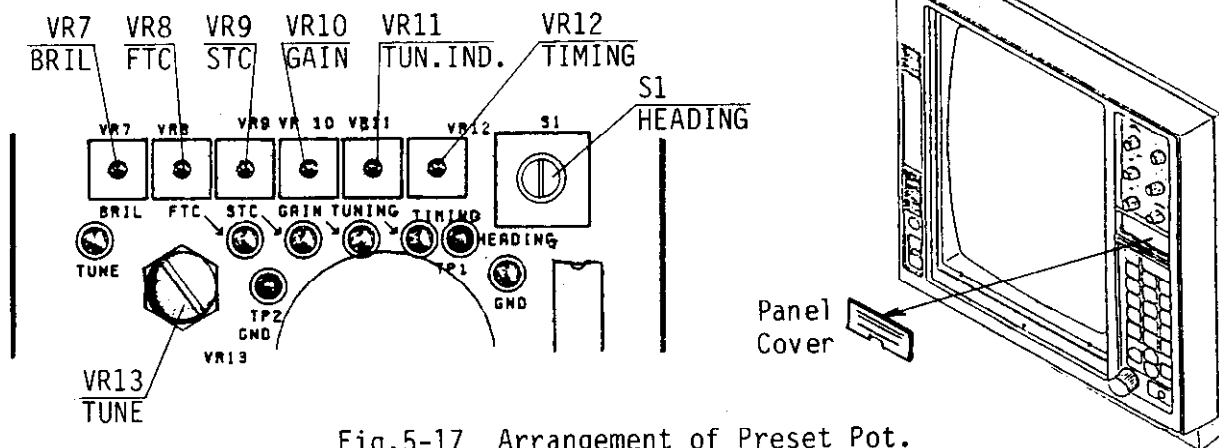 VR7 VR8 VR9 VR10 VR11 VR12
BRIL FTC STC GAIN TUN.IND. TIMING
S1
HEADING
VR7 VR8 VR9 VR 10 VR11 VR12 S1
BRIL FTC STC GAIN TUNING TIMING
HEADING
TUNE TP1
TP2 GND
GND
VR13
VR13
TUNE
Panel
Cover
Fig.5-17 Arrangement of Preset Pot.